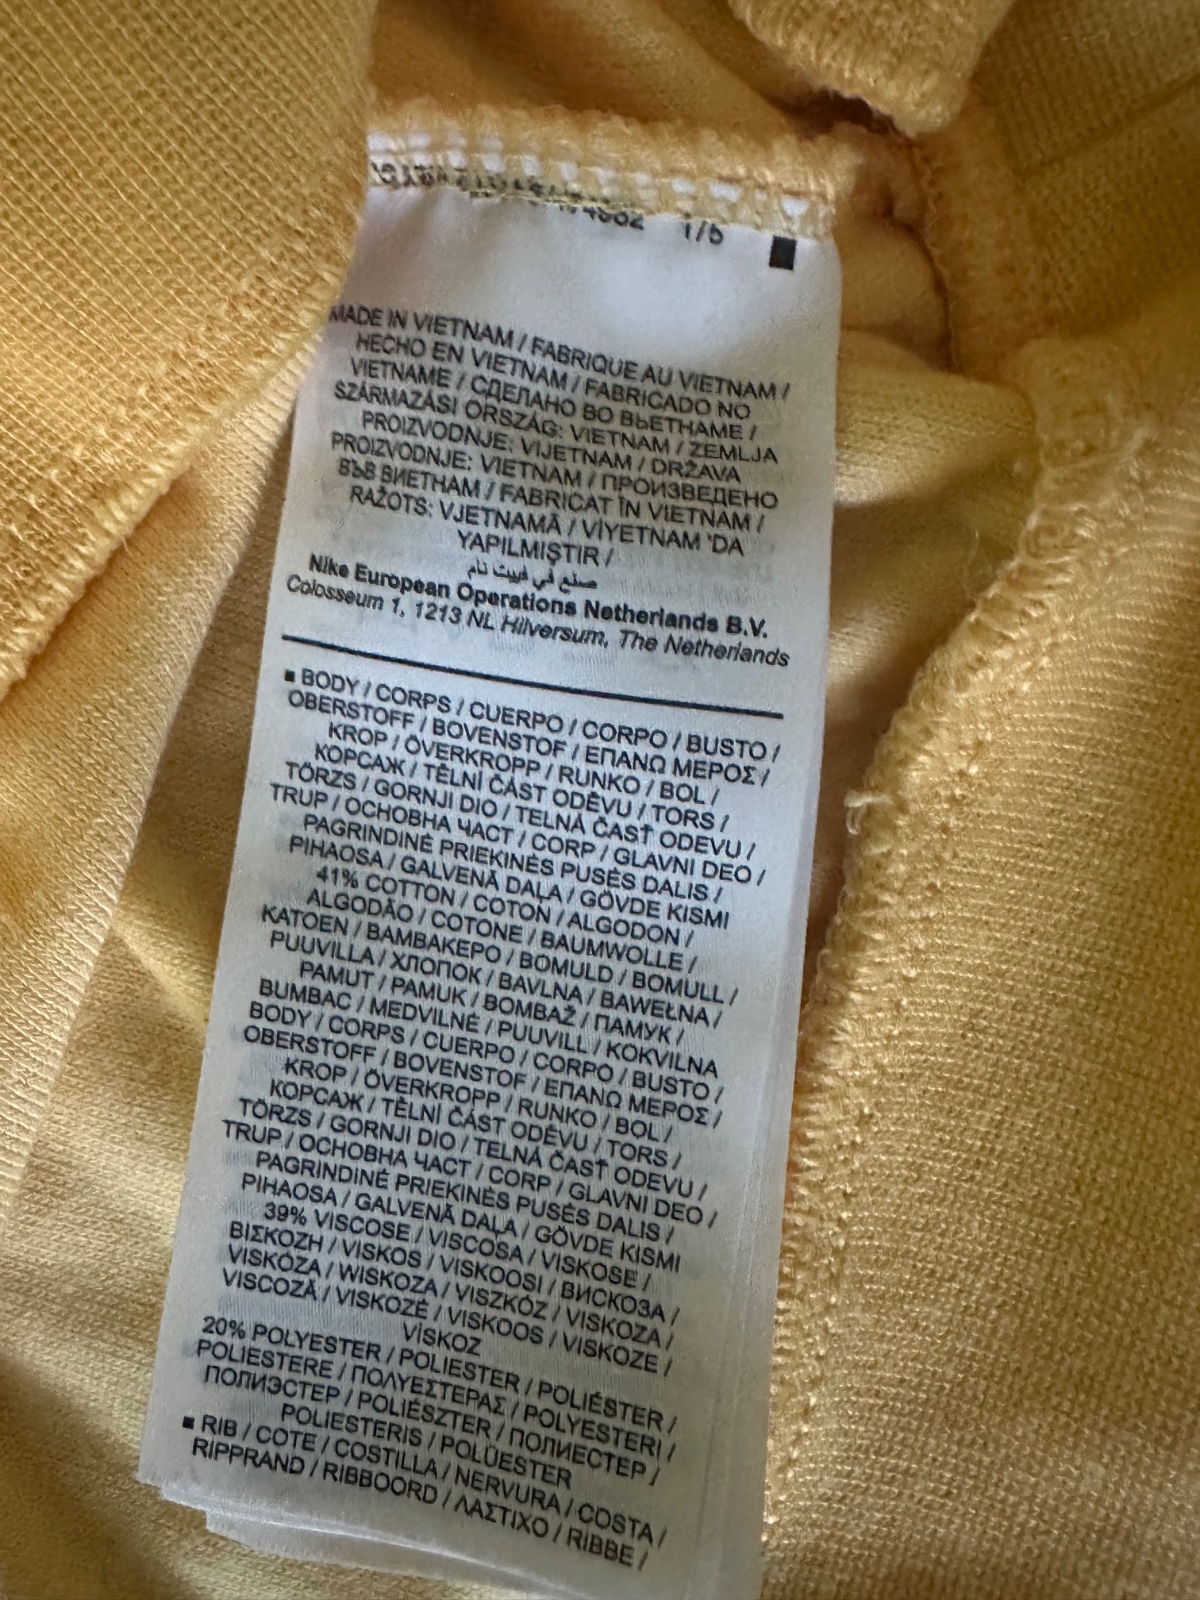 1/5
MADE IN VIETNAM / FABRIQUE AU VIETNAM /
HECHO EN VIETNAM / FABRICADO NO
VIETNAME / СДЕЛАНО ВО ВЬЕТНАМЕ /
SZÁRMAZÁSI ORSZÁG: VIETNAM / ZEMLJA
PROIZVODNJE: VIJETNAM / DRŽAVA
PROIZVODNJE: VIETNAM / ПРОИЗВЕДЕНО
ВЪВ ВИЕТНАМ / FABRICAT ÎN VIETNAM /
RAŽOTS: VJETNAMĀ / VİYETNAM 'DA
YAPILMIŞTIR /
صنع في فييت نام
Nike European Operations Netherlands B.V.
Colosseum 1, 1213 NL Hilversum, The Netherlands
▪ BODY / CORPS / CUERPO / CORPO / BUSTO /
OBERSTOFF / BOVENSTOF / ΕΠΑΝΩ ΜΕΡΟΣ /
KROP / ÖVERKROPP / RUNKO / BOL /
КОРСАЖ / TĚLNÍ ČÁST ODĚVU / TORS /
TÖRZS / GORNJI DIO / TELNÁ ČASŤ ODEVU /
TRUP / ОСНОВНА ЧАСТ / CORP / GLAVNI DEO /
PAGRINDINĖ PRIEKINĖS PUSĖS DALIS /
PIHAOSA / GALVENĀ DAĻA / GÖVDE KISMI
41% COTTON / COTON / ALGODON /
ALGODÃO / COTONE / BAUMWOLLE /
KATOEN / ΒΑΜΒΑΚΕΡΟ / BOMULD / BOMULL /
PUUVILLA / ХЛОПОК / BAVLNA / BAWEŁNA /
PAMUT / PAMUK / BOMBAŽ / ПАМУК /
BUMBAC / MEDVILNĖ / PUUVILL / KOKVILNA
BODY / CORPS / CUERPO / CORPO / BUSTO /
OBERSTOFF / BOVENSTOF / ΕΠΑΝΩ ΜΕΡΟΣ /
KROP / ÖVERKROPP / RUNKO / BOL /
КОРСАЖ / TĚLNÍ ČÁST ODĚVU / TORS /
TÖRZS / GORNJI DIO / TELNÁ ČASŤ ODEVU /
TRUP / ОСНОВНА ЧАСТ / CORP / GLAVNI DEO /
PAGRINDINĖ PRIEKINĖS PUSĖS DALIS /
PIHAOSA / GALVENĀ DAĻA / GÖVDE KISMI
39% VISCOSE / VISCOSA / VISKOSE /
ΒΙΣΚΟΖΗ / VISKOS / VISKOOSI / ВИСКОЗА /
VISKÓZA / WISKOZA / VISZKÓZ / VISKOZA /
VISCOZĂ / VISKOZĖ / VISKOOS / VISKOZE /
VİSKOZ
20% POLYESTER / POLIESTER / POLIÉSTER /
POLIESTERE / ΠΟΛΥΕΣΤΕΡΑΣ / POLYESTERI /
ПОЛИЭСТЕР / POLIÉSZTER / ПОЛИЕСТЕР /
POLIESTERIS / POLÜESTER
▪ RIB / COTE / COSTILLA / NERVURA / COSTA /
RIPPRAND / RIBBOORD / ΛΑΣΤΙΧΟ / RIBBE /